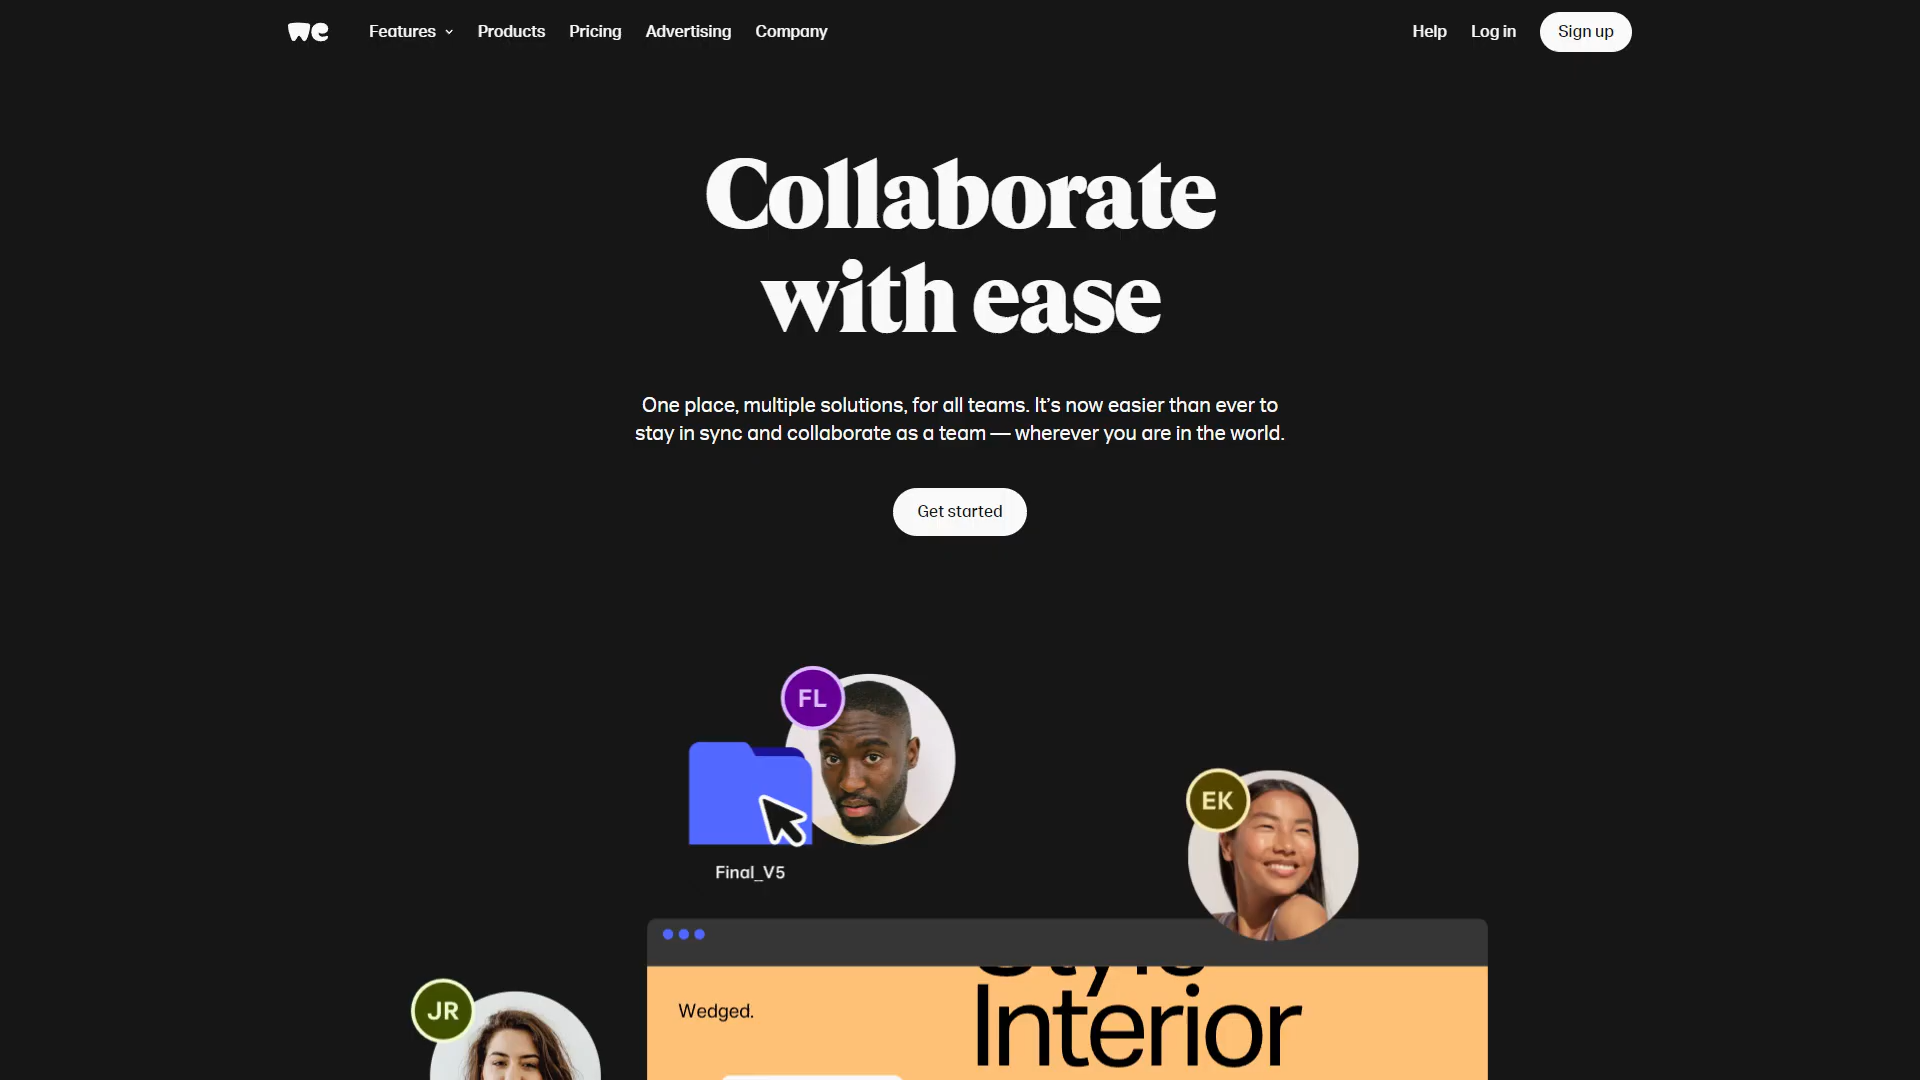 we
Features
Products
Pricing
Advertising
Company
Help
Log in
Sign up
Collaborate
with ease
One place, multiple solutions, for all teams. It’s now easier than ever to
stay in sync and collaborate as a team — wherever you are in the world.
Get started
FL
EK
Final_V5
Style
Interior
Wedged.
JR